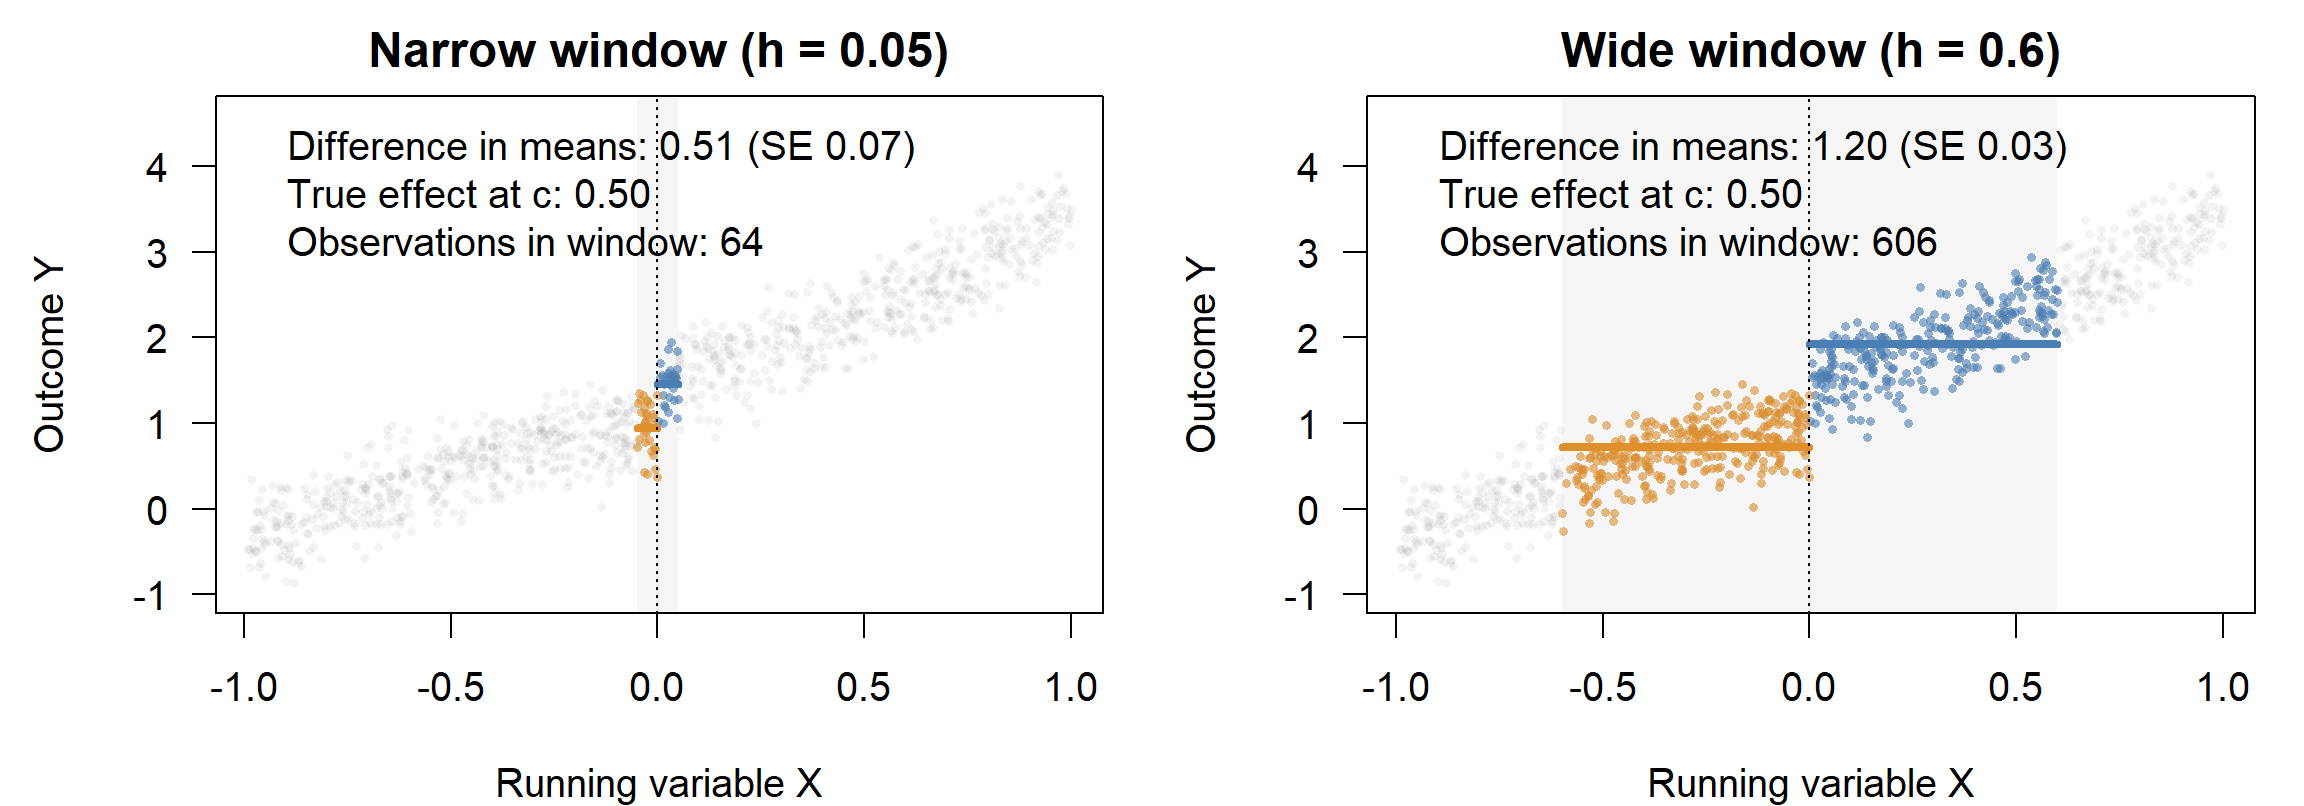 Narrow window (h = 0.05)
Difference in means: 0.51 (SE 0.07)
True effect at c: 0.50
Observations in window: 64
Outcome Y
4
3
2
1
0
-1
-1.0 -0.5 0.0 0.5 1.0
Running variable X
Wide window (h = 0.6)
Difference in means: 1.20 (SE 0.03)
True effect at c: 0.50
Observations in window: 606
Outcome Y
4
3
2
1
0
-1
-1.0 -0.5 0.0 0.5 1.0
Running variable X